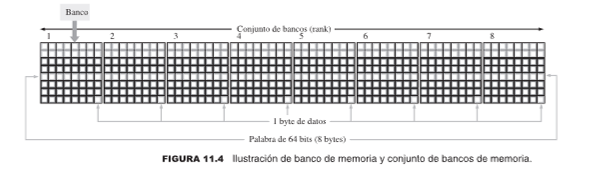 Banco
Conjunto de bancos (rank)
1 2 3 4 5 6 7 8
1 byte de datos
Palabra de 64 bits (8 bytes)
FIGURA 11.4 Ilustración de banco de memoria y conjunto de bancos de memoria.